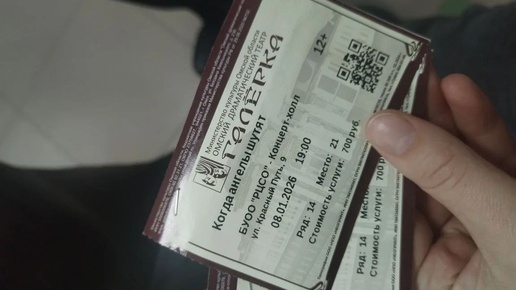 Министерство культуры Омской области
ОМСКИЙ ДРАМАТИЧЕСКИЙ ТЕАТР
ГАЛЁРКА
12+
Когда ангелы шутят
БУОО "РЦСО" - Концерт-холл
ул. Красный Путь, 9
08.01.2026 19:00
Ряд: 14 Место: 21
Стоимость услуги: 700 руб.
Ряд: 14 Место:
Стоимость услуги: 700